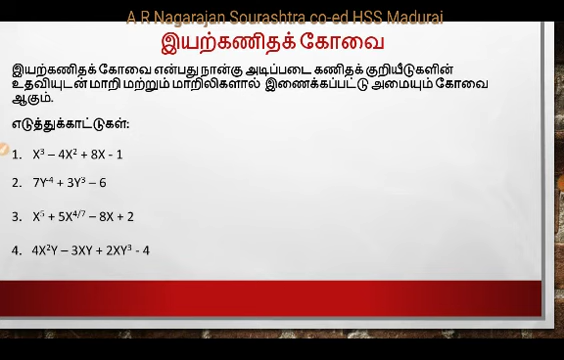 A R Nagarajan Sourashtra co-ed HSS Madurai
இயற்கணிதக் கோவை
இயற்கணிதக் கோவை என்பது நான்கு அடிப்படை கணிதக் குறியீடுகளின்
உதவியுடன் மாறி மற்றும் மாறிலிகளால் இணைக்கப்பட்டு அமையும் கோவை
ஆகும்.
எடுத்துக்காட்டுகள்:
1. X³ – 4X² + 8X - 1
2. 7Y⁻⁴ + 3Y³ – 6
3. X⁵ + 5X⁴ᐟ⁷ – 8X + 2
4. 4X²Y – 3XY + 2XY³ - 4